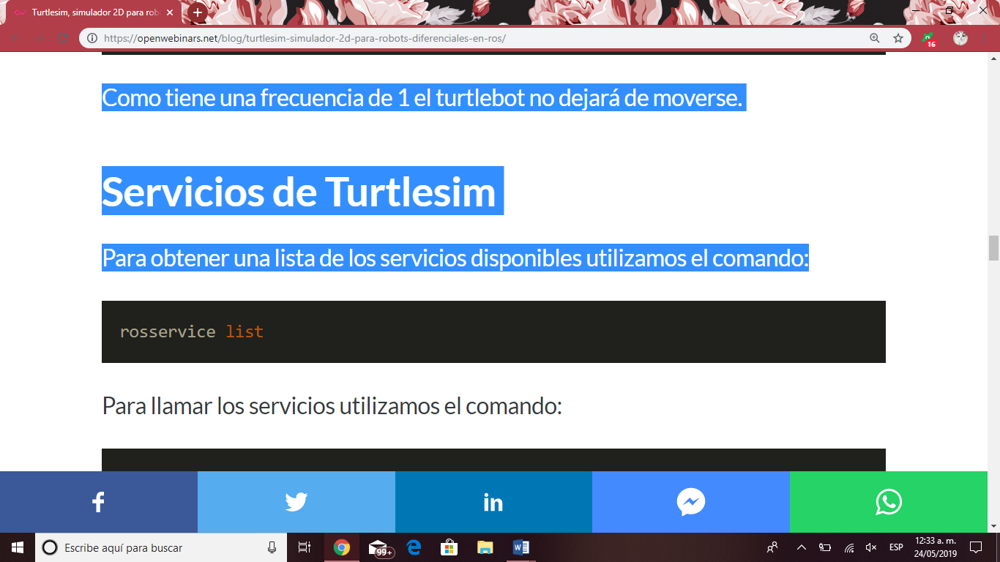 Turtlesim, simulador 2D para rob
https://openwebinars.net/blog/turtlesim-simulador-2d-para-robots-diferenciales-en-ros/
16
Como tiene una frecuencia de 1 el turtlebot no dejará de moverse.
Servicios de Turtlesim
Para obtener una lista de los servicios disponibles utilizamos el comando:
rosservice list
Para llamar los servicios utilizamos el comando:
Escribe aquí para buscar
99+
ESP
12:33 a. m.
24/05/2019